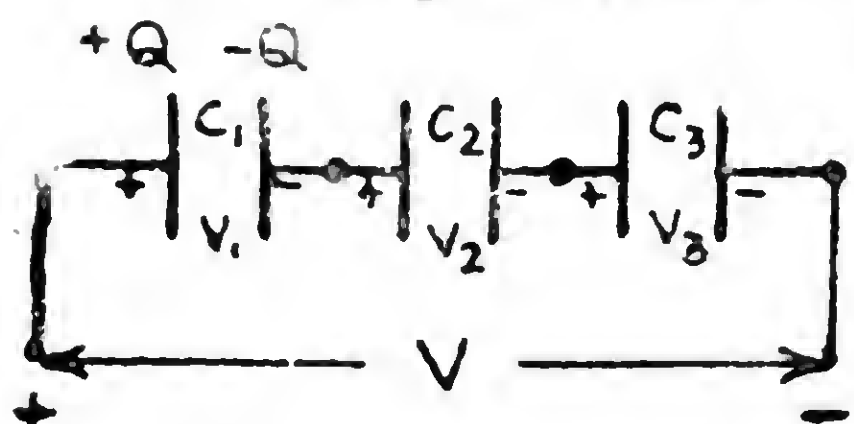 +Q -Q
C₁ C₂ C₃
+ - + - + -
V₁ V₂ V₃
V
+ -